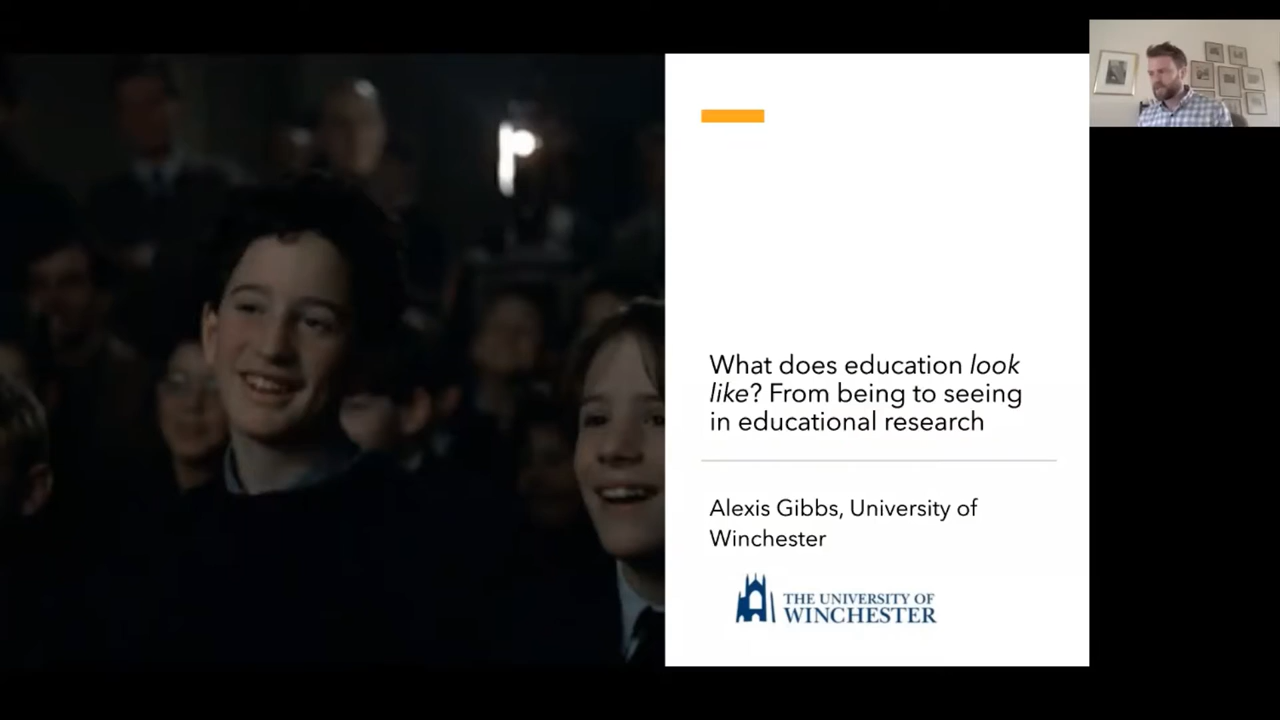 What does education look
like? From being to seeing
in educational research
Alexis Gibbs, University of
Winchester
THE UNIVERSITY OF
WINCHESTER